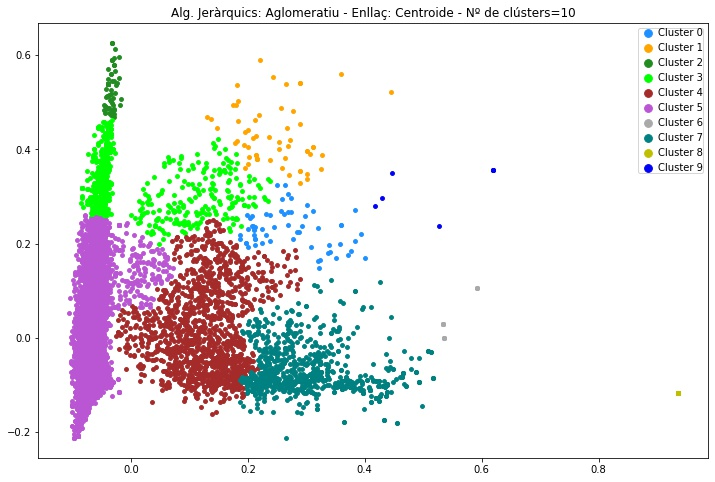 Alg. Jeràrquics: Aglomeratiu - Enllaç: Centroide - Nº de clústers=10
Cluster 0
Cluster 1
Cluster 2
Cluster 3
Cluster 4
Cluster 5
Cluster 6
Cluster 7
Cluster 8
Cluster 9
0.6
0.4
0.2
0.0
−0.2
0.0 0.2 0.4 0.6 0.8